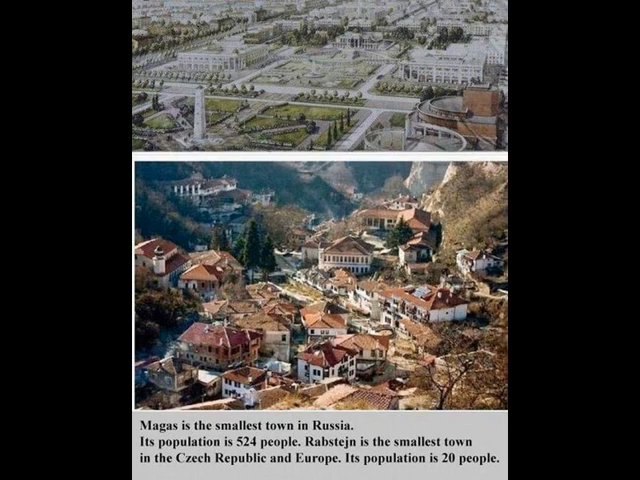 Magas is the smallest town in Russia.
Its population is 524 people. Rabstejn is the smallest town
in the Czech Republic and Europe. Its population is 20 people.